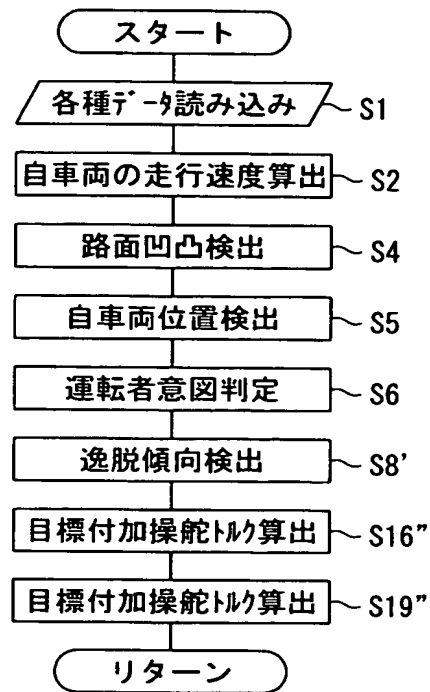 スタート
各種データ読み込み S1
自車両の走行速度算出 S2
路面凹凸検出 S4
自車両位置検出 S5
運転者意図判定 S6
逸脱傾向検出 S8'
目標付加操舵ﾄﾙｸ算出 S16"
目標付加操舵ﾄﾙｸ算出 S19"
リターン